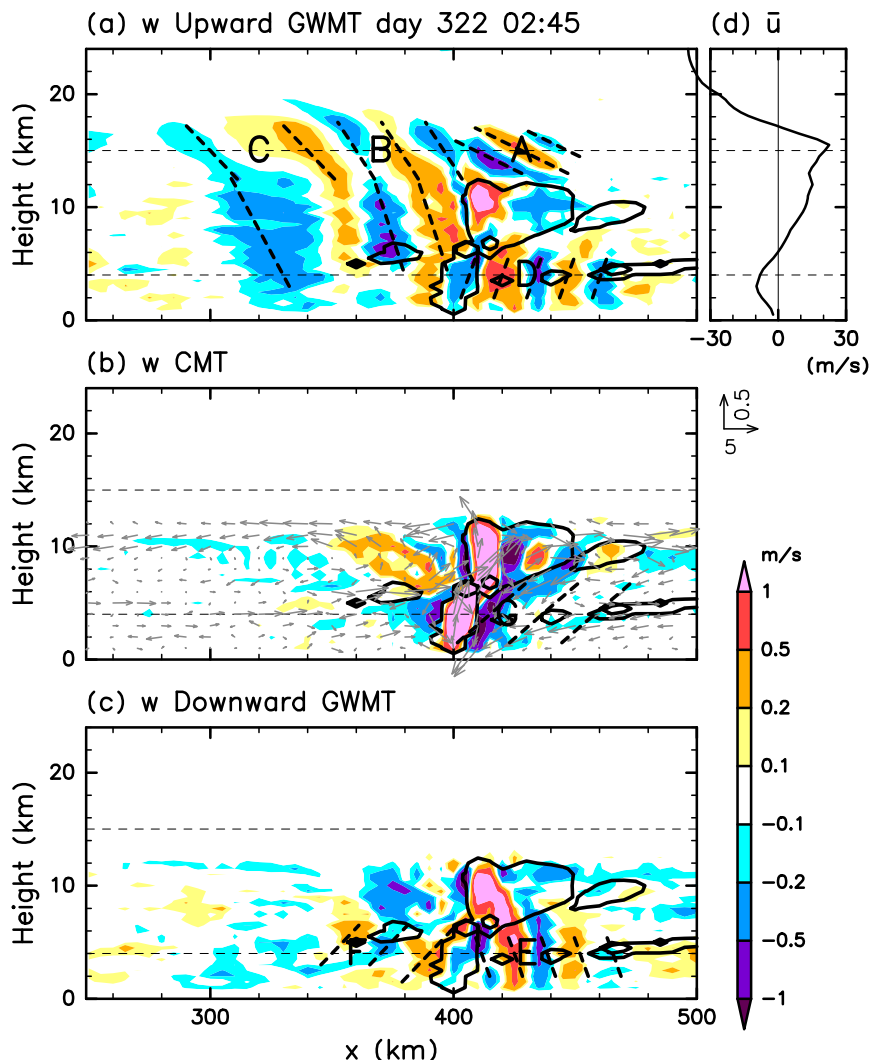 (a) w Upward GWMT day 322 02:45
(d) ū
Height (km)
20
10
0
C
B
A
D
−30
0
30
(m/s)
(b) w CMT
Height (km)
20
10
0
G
0.5
5
(c) w Downward GWMT
Height (km)
20
10
0
F
E
300
400
500
x (km)
m/s
1
0.5
0.2
0.1
−0.1
−0.2
−0.5
−1